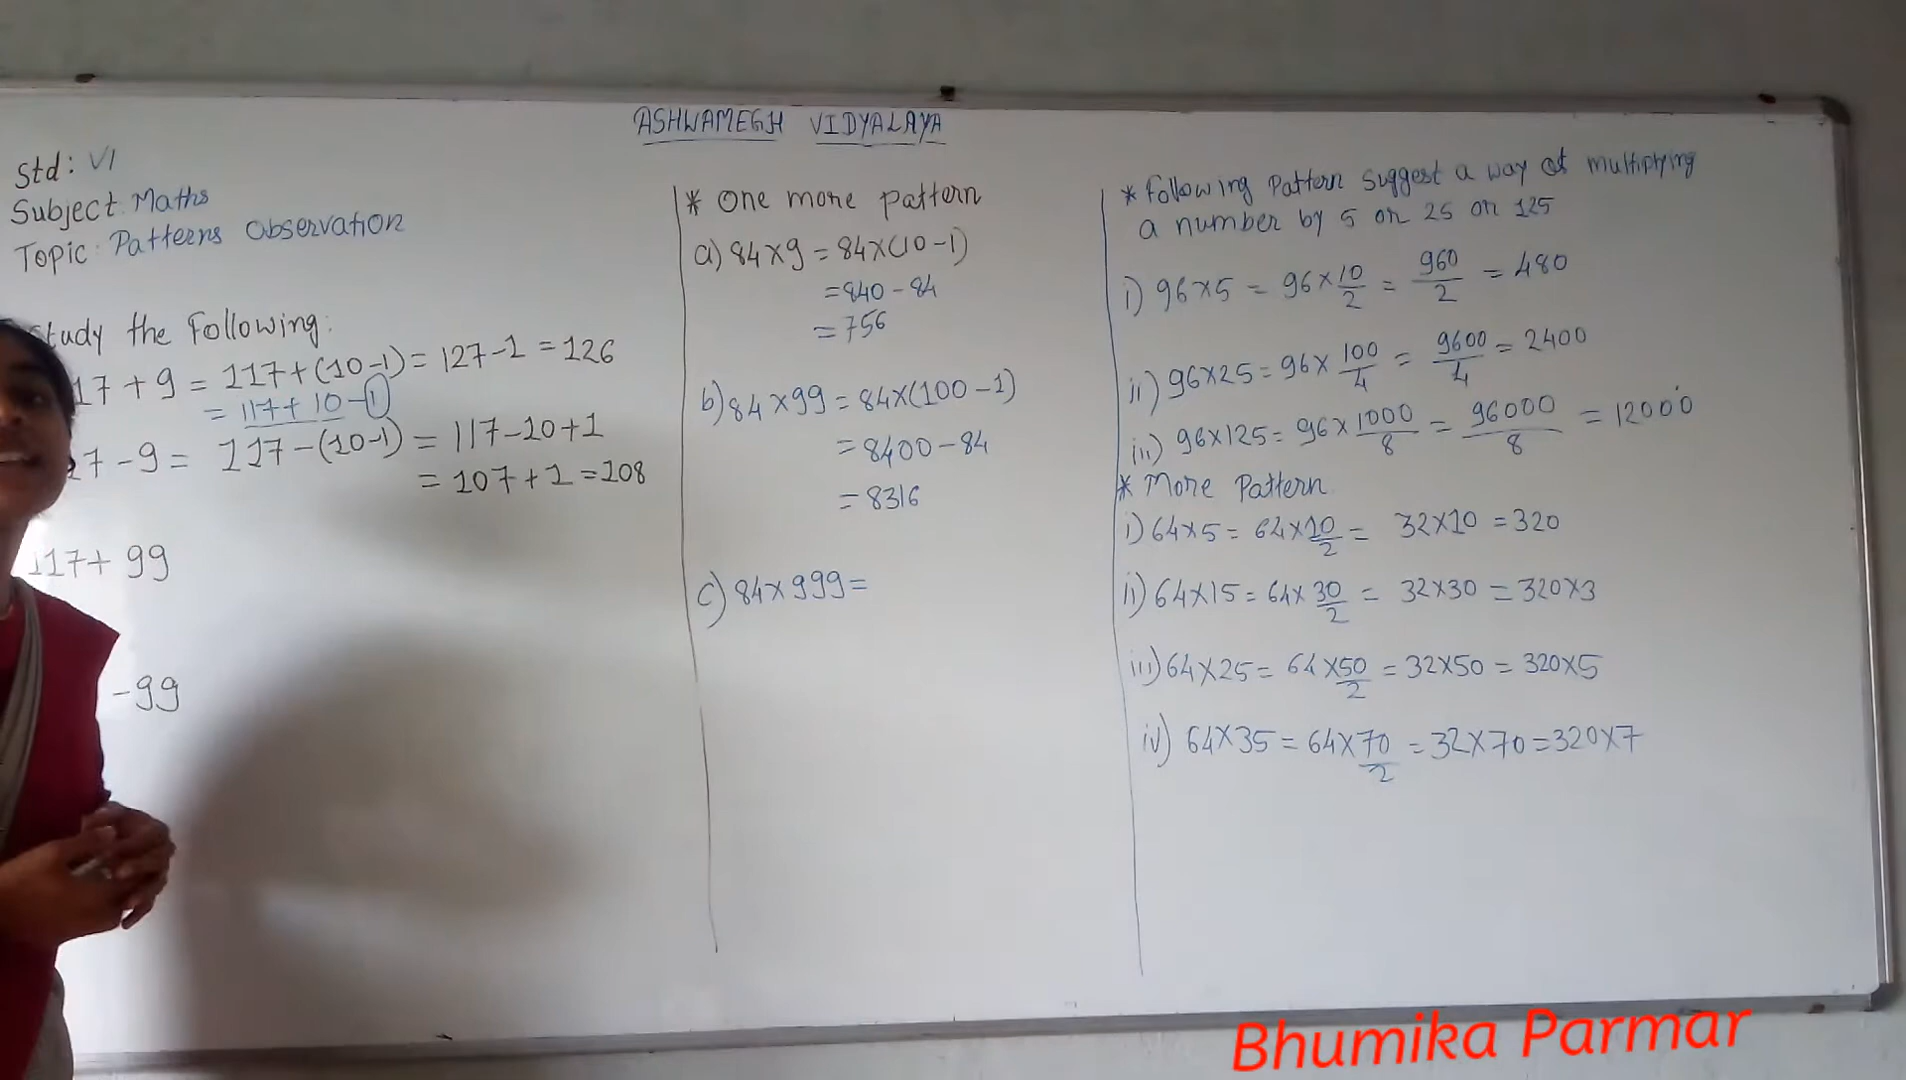 ASHWAMEGH VIDYALAYA
Std: VI
Subject: Maths
Topic: Patterns Observation
Study the Following:
17 + 9 = 117 + (10-1) = 127 - 1 = 126
= 117 + 10 - 1
17 - 9 = 117 - (10-1) = 117 - 10 + 1
= 107 + 1 = 108
117 + 99
- 99
* One more pattern
a) 84 × 9 = 84 × (10 - 1)
= 840 - 84
= 756
b) 84 × 99 = 84 × (100 - 1)
= 8400 - 84
= 8316
c) 84 × 999 =
* Following Pattern suggest a way of multiplying
a number by 5 or 25 or 125
i) 96 × 5 = 96 × 10/2 = 960/2 = 480
ii) 96 × 25 = 96 × 100/4 = 9600/4 = 2400
iii) 96 × 125 = 96 × 1000/8 = 96000/8 = 12000
* More Pattern
i) 64 × 5 = 64 × 10/2 = 32 × 10 = 320
ii) 64 × 15 = 64 × 30/2 = 32 × 30 = 320 × 3
iii) 64 × 25 = 64 × 50/2 = 32 × 50 = 320 × 5
iv) 64 × 35 = 64 × 70/2 = 32 × 70 = 320 × 7
Bhumika Parmar